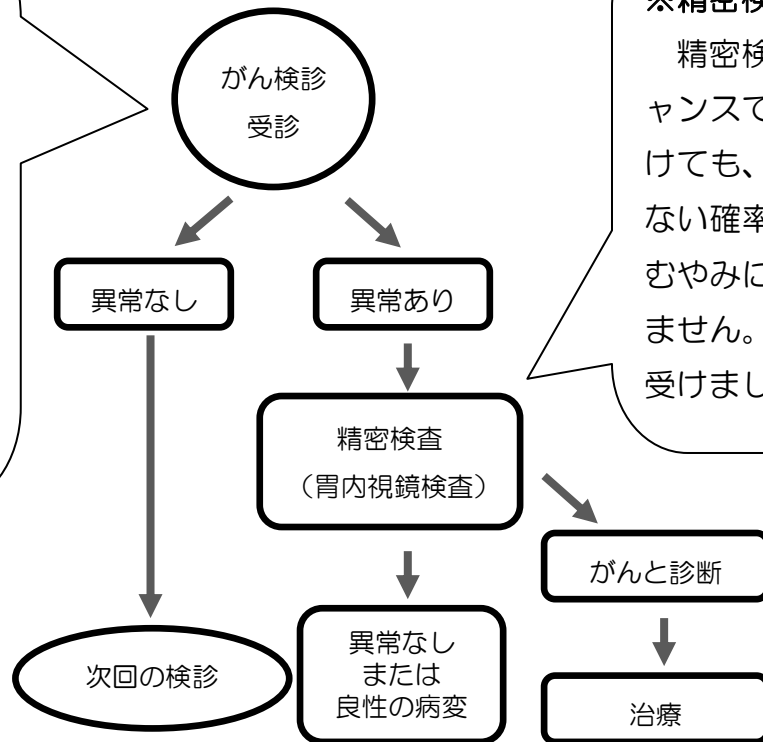 ※精密検
精密検
ャンスて
けても、
ない確率
むやみに
ません。
受けまし
がん検診
受診
異常なし
異常あり
精密検査
(胃内視鏡検査)
がんと診断
次回の検診
異常なし
または
良性の病変
治療